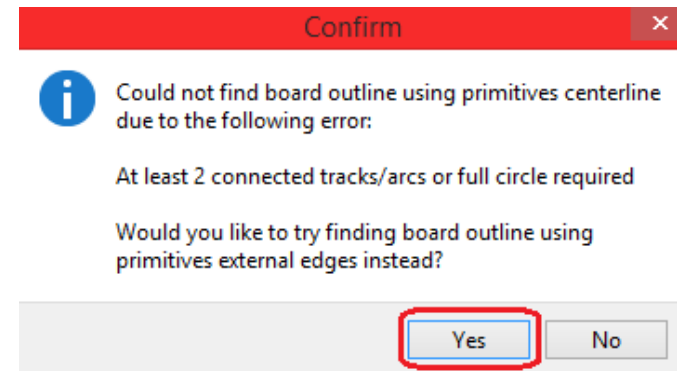 Confirm
Could not find board outline using primitives centerline
due to the following error:
At least 2 connected tracks/arcs or full circle required
Would you like to try finding board outline using
primitives external edges instead?
Yes
No